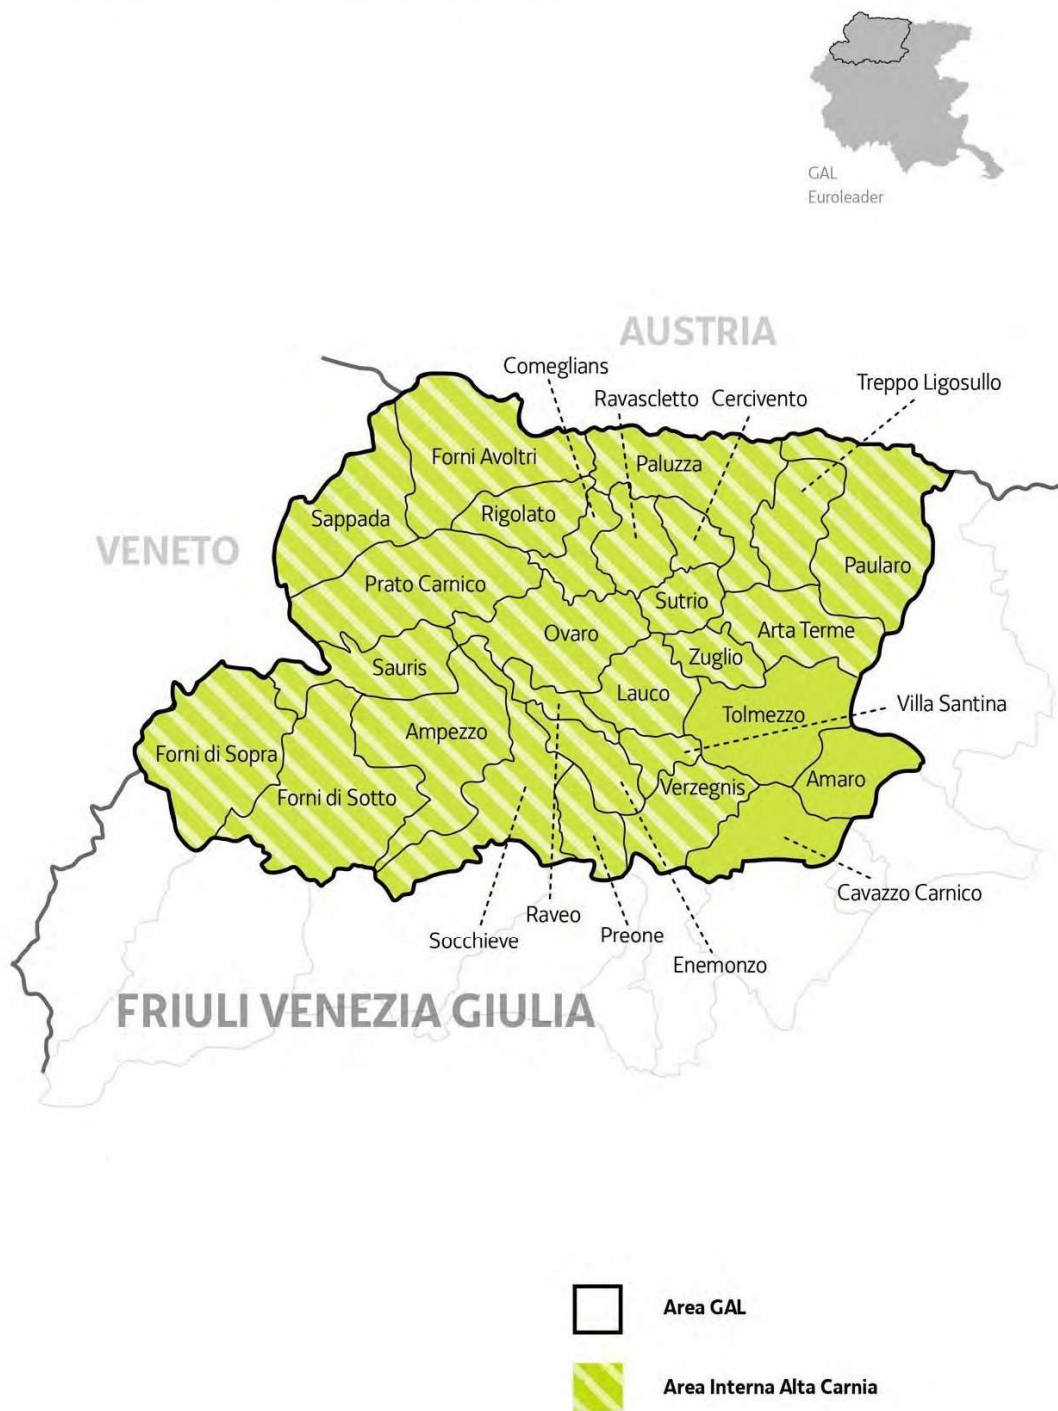 GAL
Euroleader
AUSTRIA
Comeglians
Ravascletto
Cercivento
Treppo Ligosullo
Forni Avoltri
Paluzza
Rigolato
Sappada
VENETO
Paularo
Prato Carnico
Sutrio
Ovaro
Arta Terme
Zuglio
Sauris
Lauco
Villa Santina
Tolmezzo
Ampezzo
Forni di Sopra
Amaro
Verzegnis
Forni di Sotto
Cavazzo Carnico
Raveo
Preone
Socchieve
Enemonzo
FRIULI VENEZIA GIULIA
Area GAL
Area Interna Alta Carnia